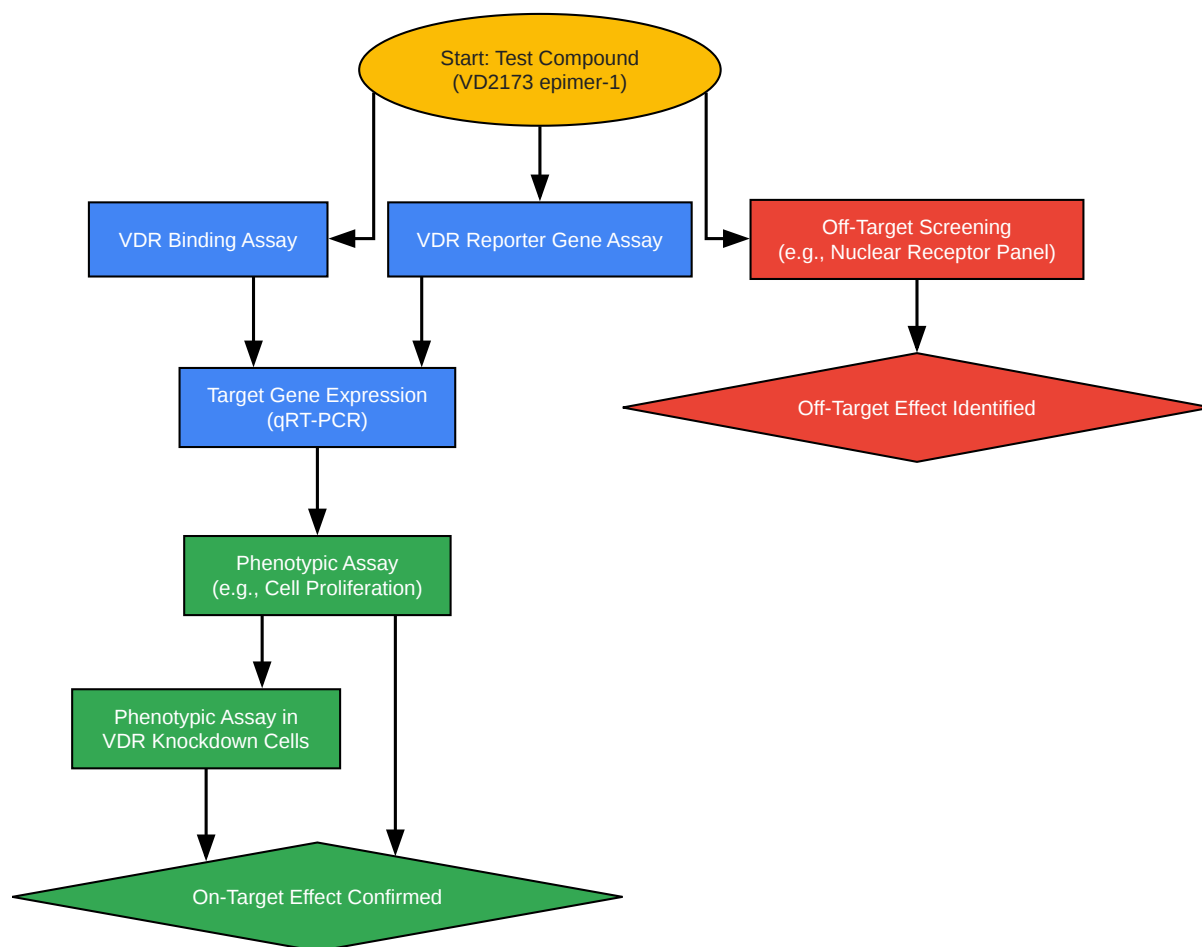 Start: Test Compound
(VD2173 epimer-1)
VDR Binding Assay
VDR Reporter Gene Assay
Off-Target Screening
(e.g., Nuclear Receptor Panel)
Target Gene Expression
(qRT-PCR)
Off-Target Effect Identified
Phenotypic Assay
(e.g., Cell Proliferation)
Phenotypic Assay in
VDR Knockdown Cells
On-Target Effect Confirmed